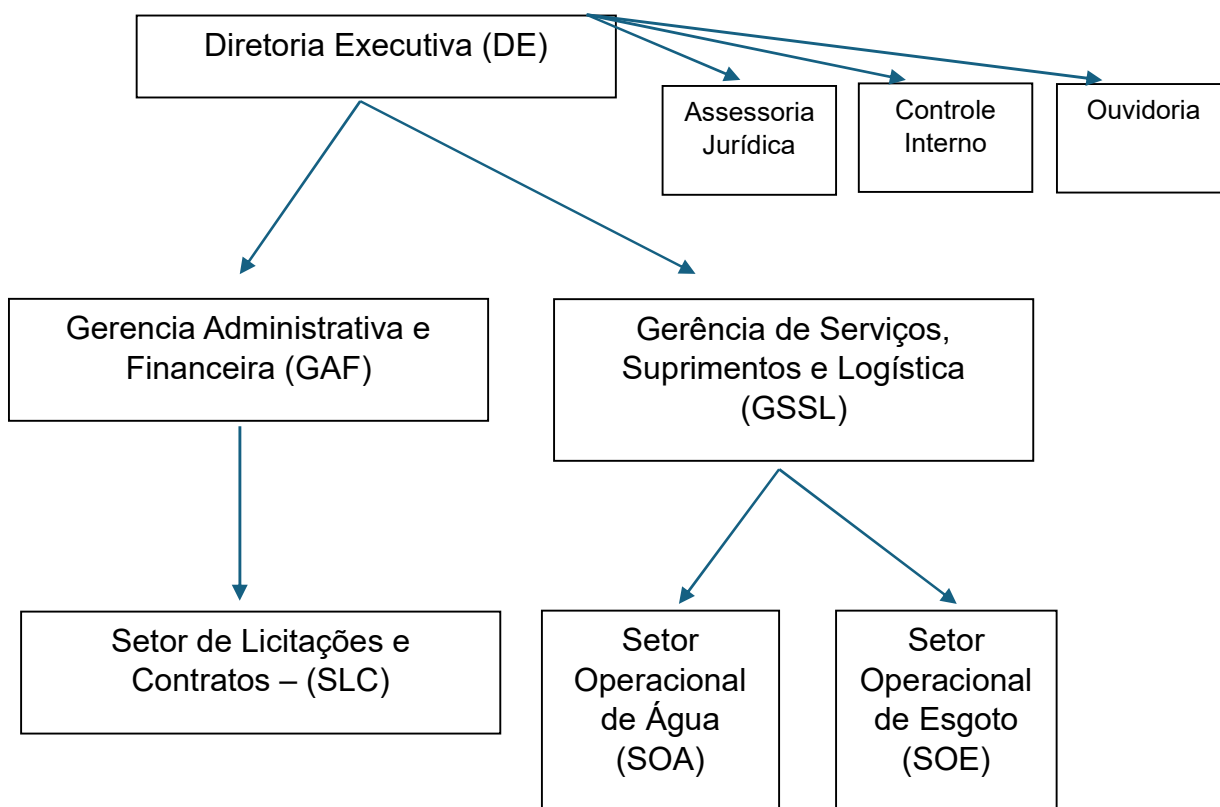 Diretoria Executiva (DE)
Assessoria
Jurídica
Controle
Interno
Ouvidoria
Gerencia Administrativa e
Financeira (GAF)
Gerência de Serviços,
Suprimentos e Logística
(GSSL)
Setor de Licitações e
Contratos – (SLC)
Setor
Operacional
de Água
(SOA)
Setor
Operacional
de Esgoto
(SOE)